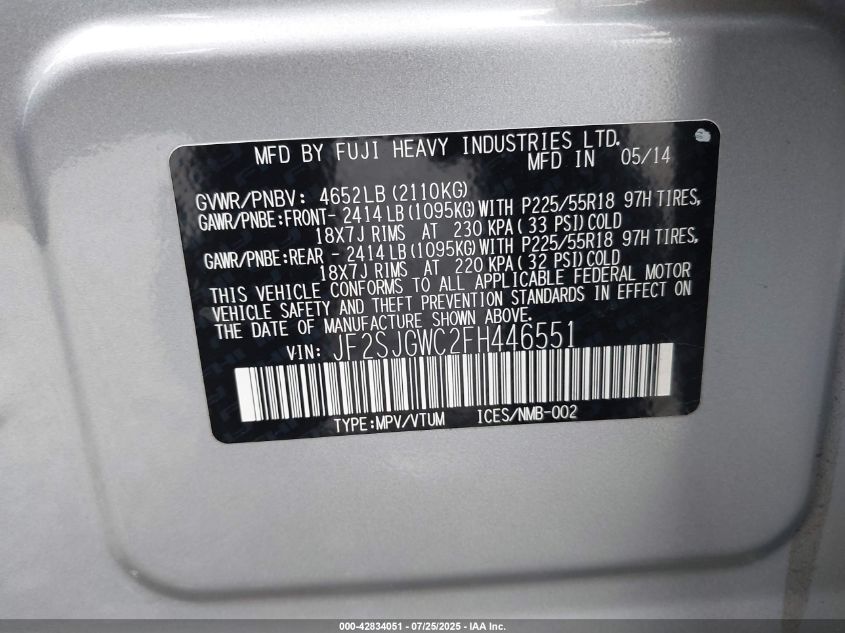 MFD BY FUJI HEAVY INDUSTRIES LTD.
MFD IN 05/14
GVWR/PNBV: 4652LB(2110KG)
GAWR/PNBE:FRONT- 2414LB(1095KG)WITH P225/55R18 97H TIRES,
18X7J RIMS AT 230 KPA( 33 PSI)COLD
GAWR/PNBE:REAR - 2414LB(1095KG)WITH P225/55R18 97H TIRES,
18X7J RIMS AT 220 KPA( 32 PSI)COLD
THIS VEHICLE CONFORMS TO ALL APPLICABLE FEDERAL MOTOR
VEHICLE SAFETY AND THEFT PREVENTION STANDARDS IN EFFECT ON
THE DATE OF MANUFACTURE SHOWN ABOVE.
VIN: JF2SJGWC2FH446551
TYPE:MPV/VTUM ICES/NMB-002
000-42834051 - 07/25/2025 - IAA Inc.